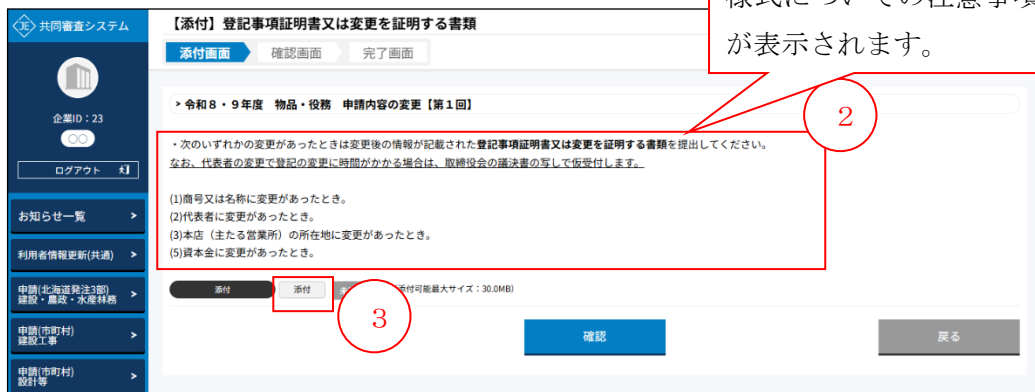 様式についての注意事項
が表示されます。
共同審査システム
企業ID：23
○○
ログアウト
お知らせ一覧 >
利用者情報更新(共通) >
申請(北海道発注3部)
建設・農政・水産林務 >
申請(市町村)
建設工事 >
申請(市町村)
設計等 >
【添付】登記事項証明書又は変更を証明する書類
添付画面 確認画面 完了画面
> 令和８・９年度　物品・役務　申請内容の変更【第１回】
2
・次のいずれかの変更があったときは変更後の情報が記載された登記事項証明書又は変更を証明する書類を提出してください。
なお、代表者の変更で登記の変更に時間がかかる場合は、取締役会の議決書の写しで仮受付します。
(1)商号又は名称に変更があったとき。
(2)代表者に変更があったとき。
(3)本店（主たる営業所）の所在地に変更があったとき。
(5)資本金に変更があったとき。
添付 添付 添付可能最大サイズ：30.0MB)
3
確認 戻る